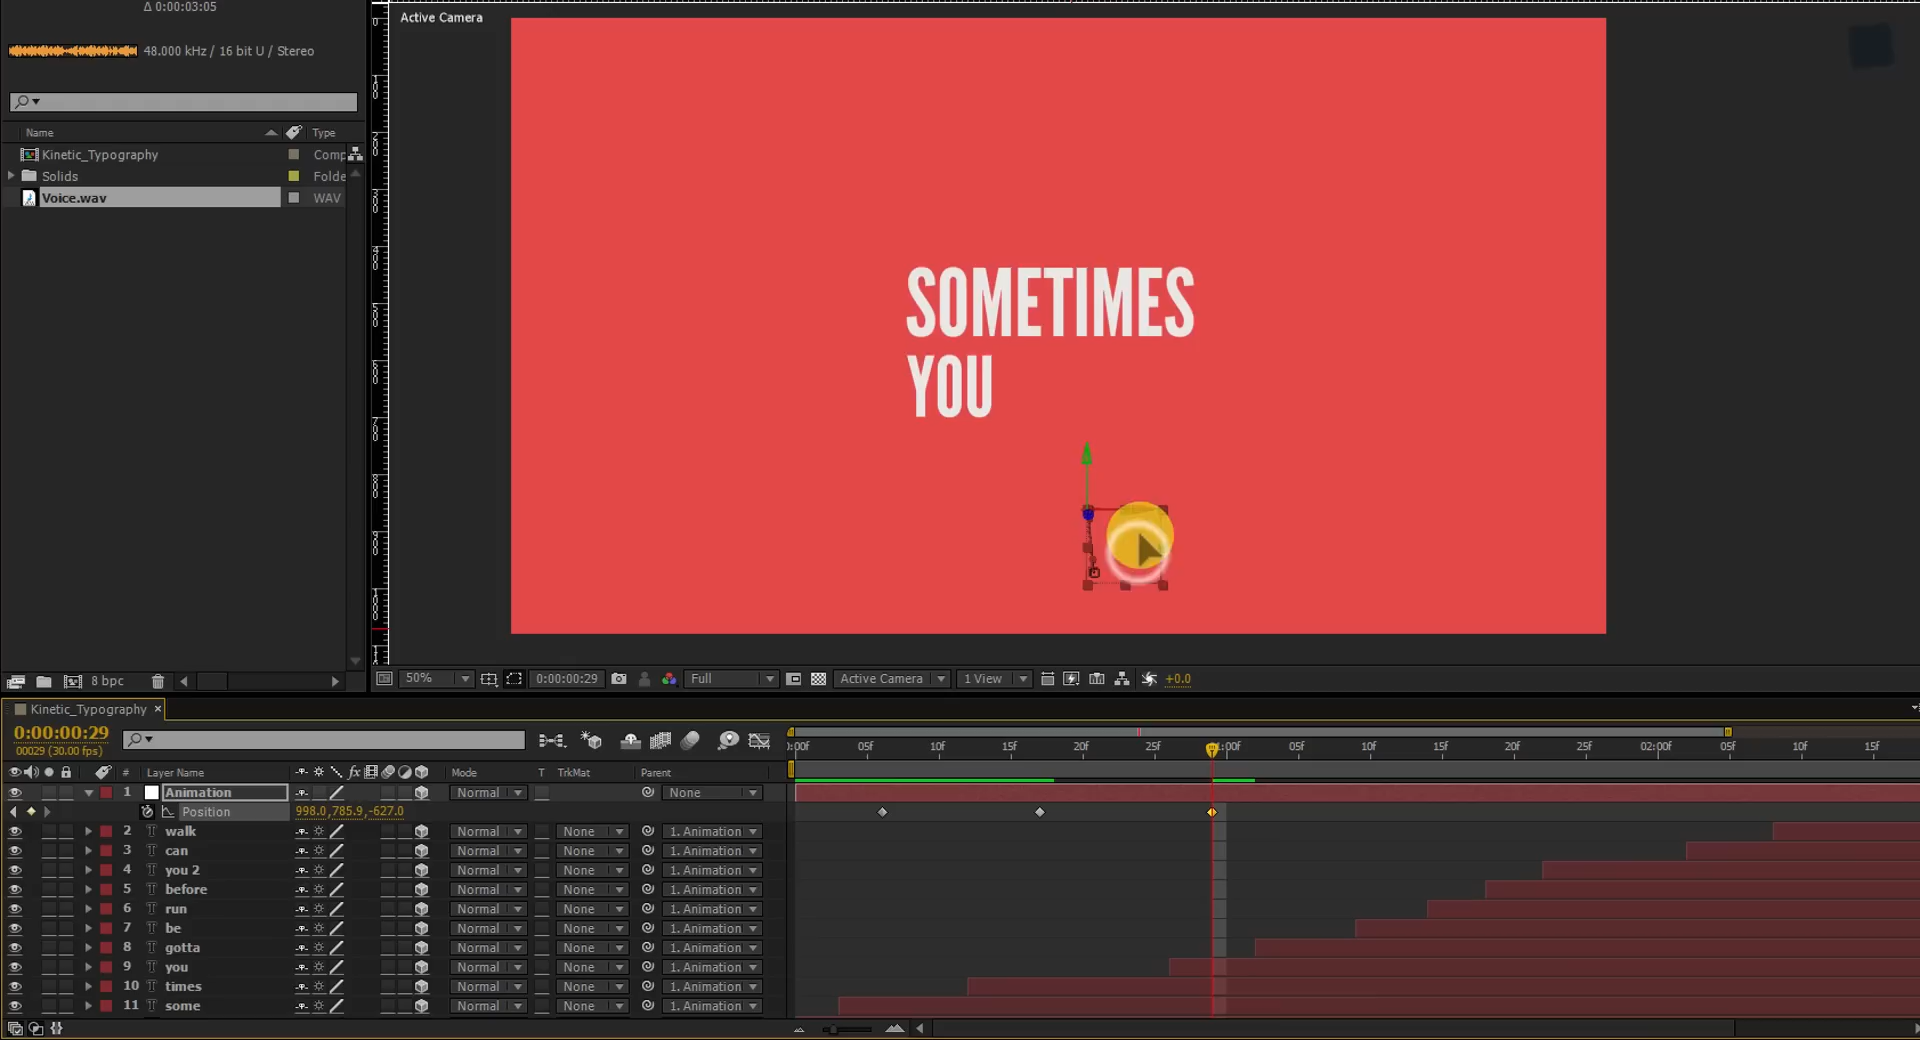 Δ 0:00:03:05
48.000 kHz / 16 bit U / Stereo
Name Type
Kinetic_Typography Comp
Solids Folde
Voice.wav WAV
8 bpc
Active Camera
SOMETIMES
YOU
50% 0:00:00:29 Full Active Camera 1 View +0.0
Kinetic_Typography ×
0:00:00:29
00029 (30.00 fps)
:00f 05f 10f 15f 20f 25f 1:00f 05f 10f 15f 20f 25f 02:00f 05f 10f 15f
# Layer Name fx Mode T TrkMat Parent
1 Animation Normal None
Position 998.0,785.9,-627.0
2 T walk Normal None 1. Animation
3 T can Normal None 1. Animation
4 T you 2 Normal None 1. Animation
5 T before Normal None 1. Animation
6 T run Normal None 1. Animation
7 T be Normal None 1. Animation
8 T gotta Normal None 1. Animation
9 T you Normal None 1. Animation
10 T times Normal None 1. Animation
11 T some Normal None 1. Animation